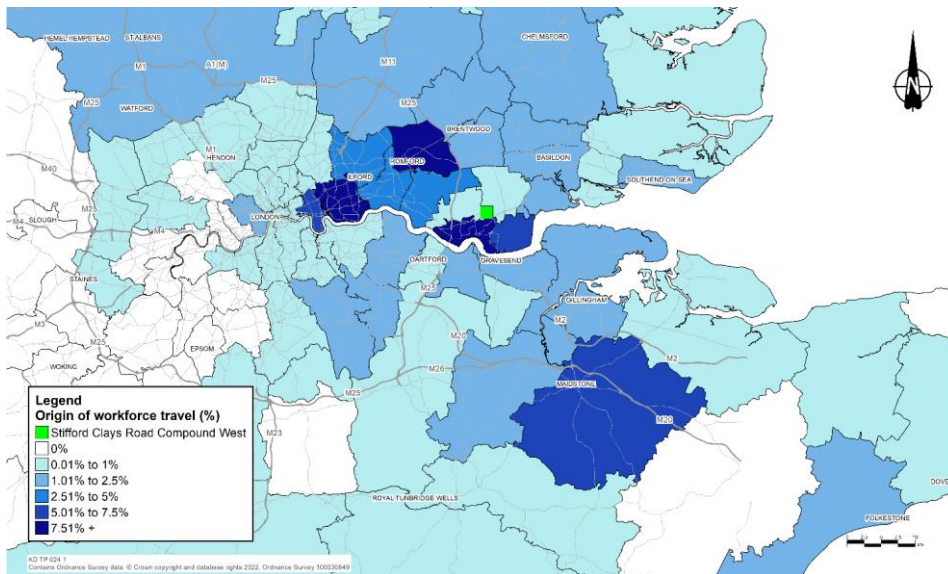 HEMEL HEMPSTEAD
ST.ALBANS
CHELMSFORD
M1
A1(M)
M11
M25
M25
WATFORD
M25
BRENTWOOD
M1
HENDON
ROMFORD
M40
ILFORD
BASILDON
SOUTHEND-ON-SEA
M25
LONDON
SLOUGH
M4
M4
DARTFORD
GRAVESEND
STAINES
M25
GILLINGHAM
M2
M3
M20
M2
EPSOM
M25
WOKING
M26
MAIDSTONE
M25
M20
M23
ROYAL TUNBRIDGE WELLS
DOVE
FOLKESTONE
N
Legend
Origin of workforce travel (%)
Stifford Clays Road Compound West
0%
0.01% to 1%
1.01% to 2.5%
2.51% to 5%
5.01% to 7.5%
7.51% +
KD TP 024 1
Contains Ordnance Survey data. © Crown copyright and database rights 2022. Ordnance Survey 100030649